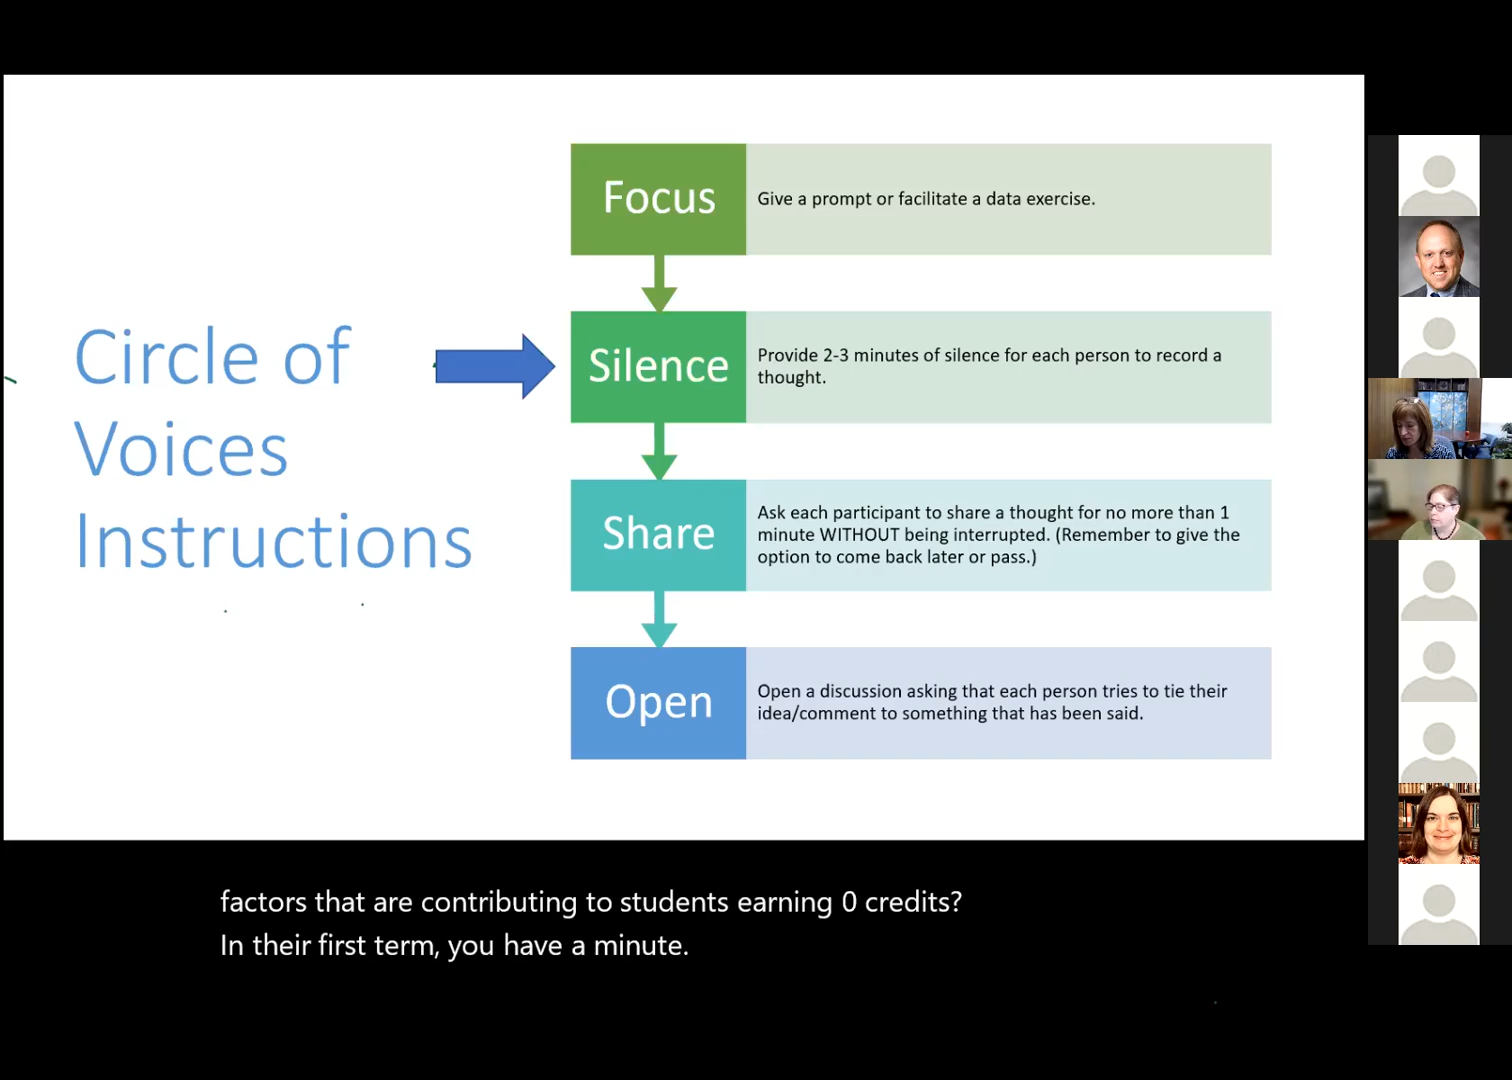 Circle of
Voices
Instructions
Focus
Give a prompt or facilitate a data exercise.
Silence
Provide 2-3 minutes of silence for each person to record a
thought.
Share
Ask each participant to share a thought for no more than 1
minute WITHOUT being interrupted. (Remember to give the
option to come back later or pass.)
Open
Open a discussion asking that each person tries to tie their
idea/comment to something that has been said.
factors that are contributing to students earning 0 credits?
In their first term, you have a minute.